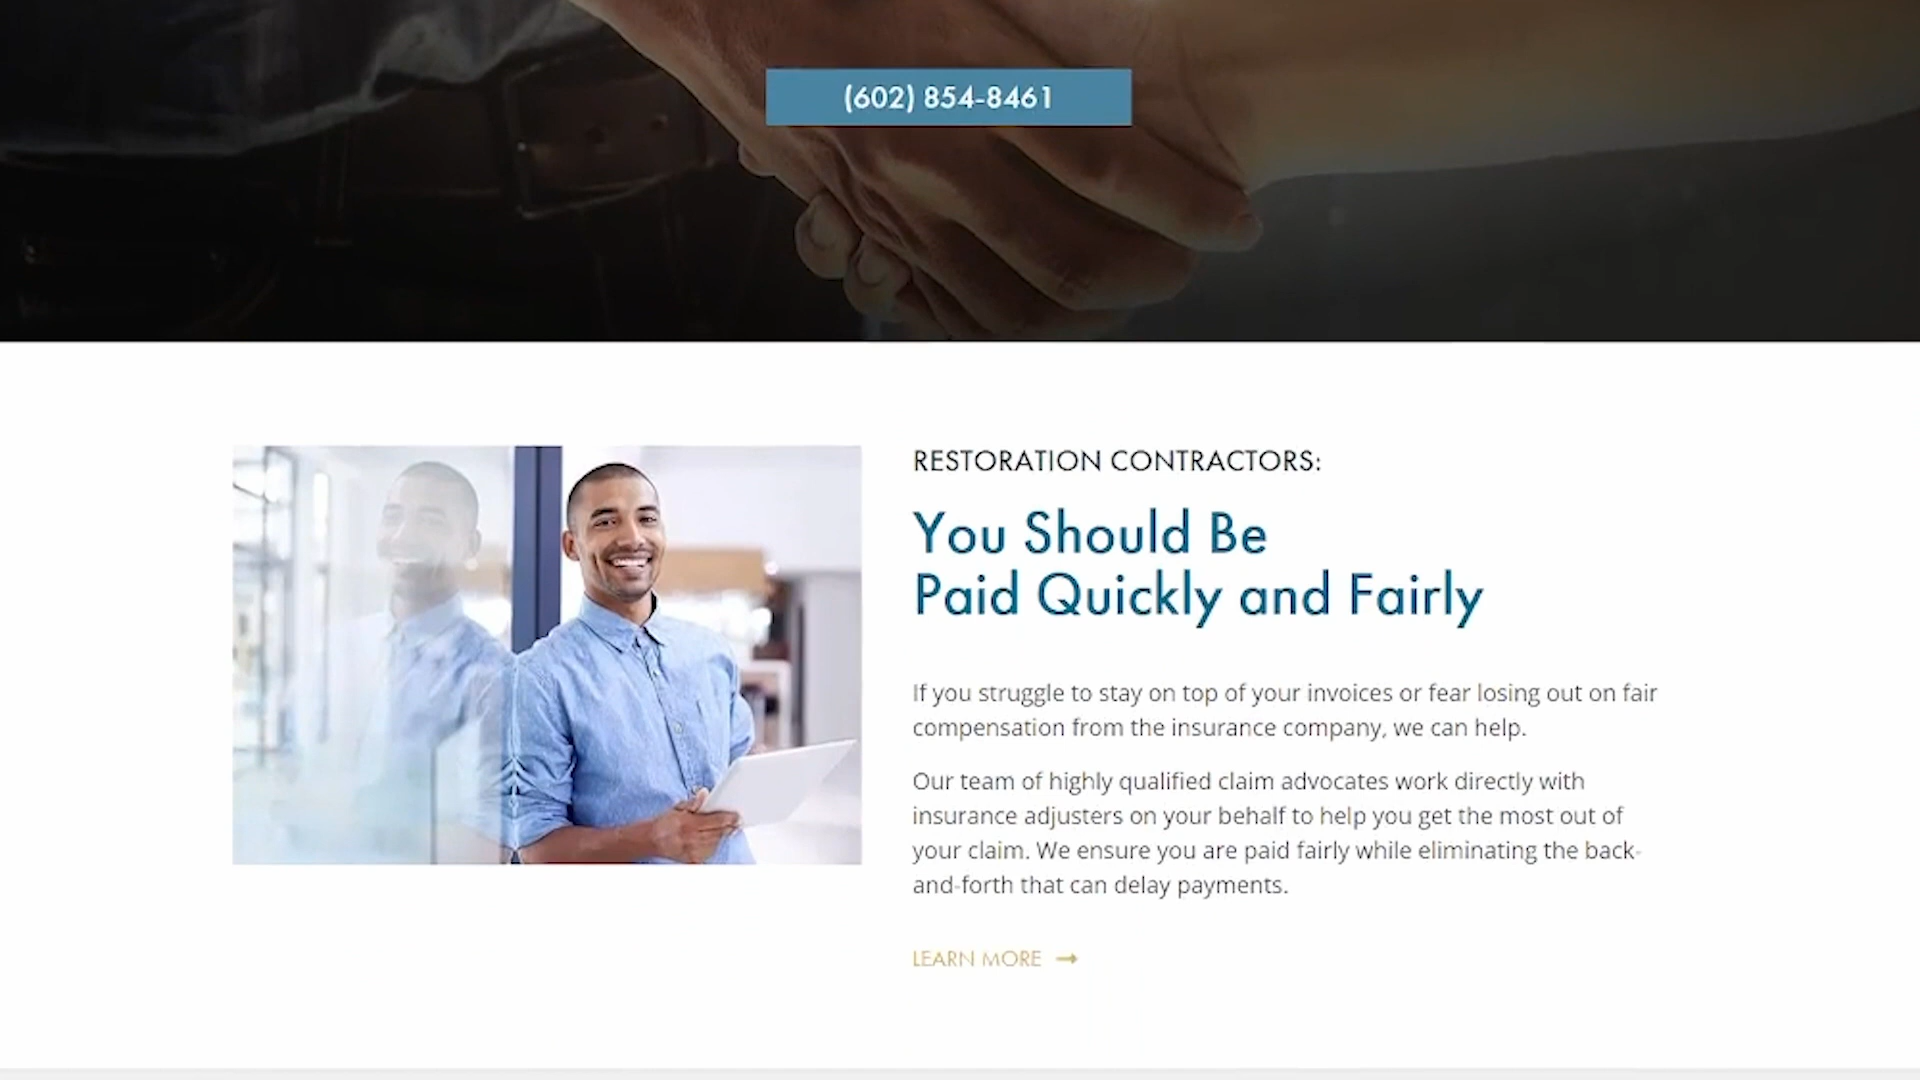 (602) 854-8461
RESTORATION CONTRACTORS:
You Should Be
Paid Quickly and Fairly
If you struggle to stay on top of your invoices or fear losing out on fair
compensation from the insurance company, we can help.
Our team of highly qualified claim advocates work directly with
insurance adjusters on your behalf to help you get the most out of
your claim. We ensure you are paid fairly while eliminating the back-
and-forth that can delay payments.
LEARN MORE →